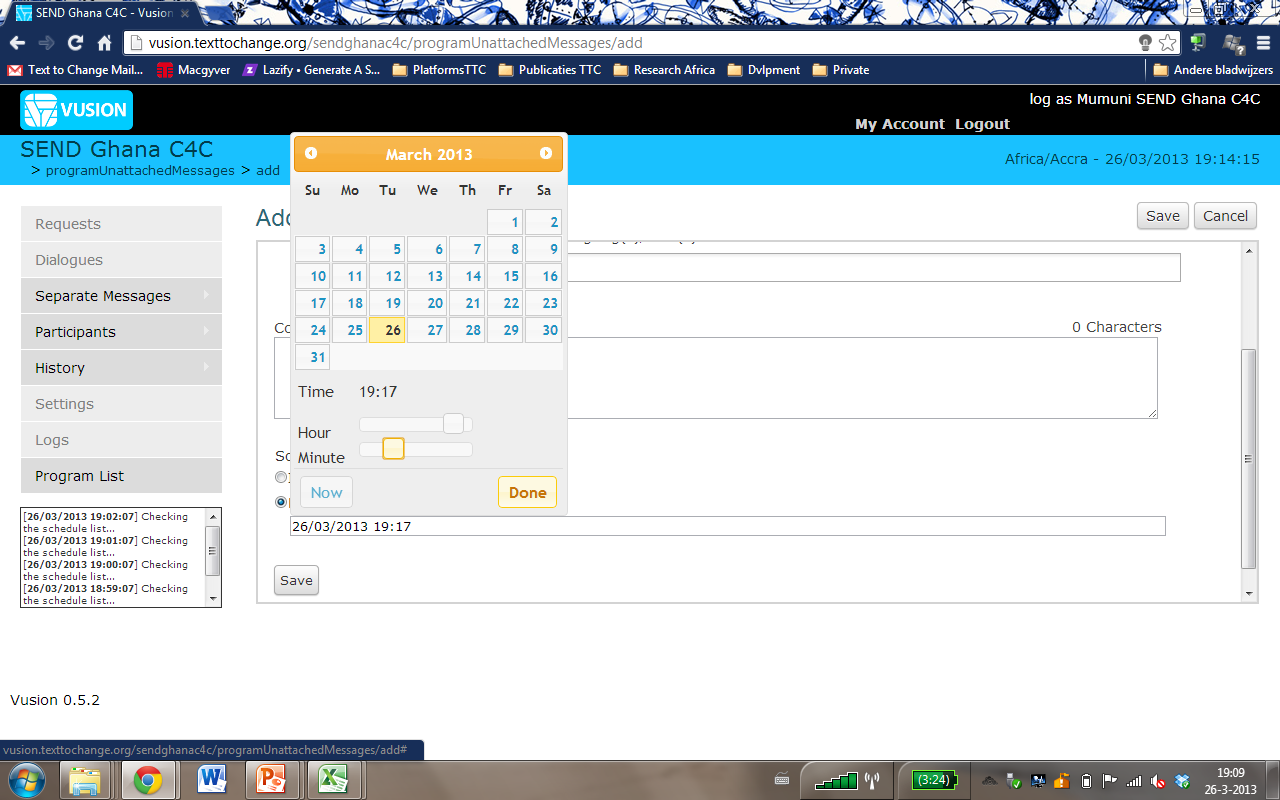 SEND Ghana C4C - Vusion
vusion.texttochange.org/sendghanac4c/programUnattachedMessages/add
Text to Change Mail... Macgyver Lazify • Generate A S... PlatformsTTC Publicaties TTC Research Africa Dvlpment Private Andere bladwijzers
VUSION
log as Mumuni SEND Ghana C4C
My Account Logout
SEND Ghana C4C
> programUnattachedMessages > add
Africa/Accra - 26/03/2013 19:14:15
Requests
Dialogues
Separate Messages
Participants
History
Settings
Logs
Program List
[26/03/2013 19:02:07] Checking
the schedule list...
[26/03/2013 19:01:07] Checking
the schedule list...
[26/03/2013 19:00:07] Checking
the schedule list...
[26/03/2013 18:59:07] Checking
the schedule list...
Save Cancel
March 2013
Su Mo Tu We Th Fr Sa
1 2
3 4 5 6 7 8 9
10 11 12 13 14 15 16
17 18 19 20 21 22 23
24 25 26 27 28 29 30
31
Time 19:17
Hour
Minute
Now Done
0 Characters
26/03/2013 19:17
Save
Vusion 0.5.2
vusion.texttochange.org/sendghanac4c/programUnattachedMessages/add#
(3:24)
19:09
26-3-2013